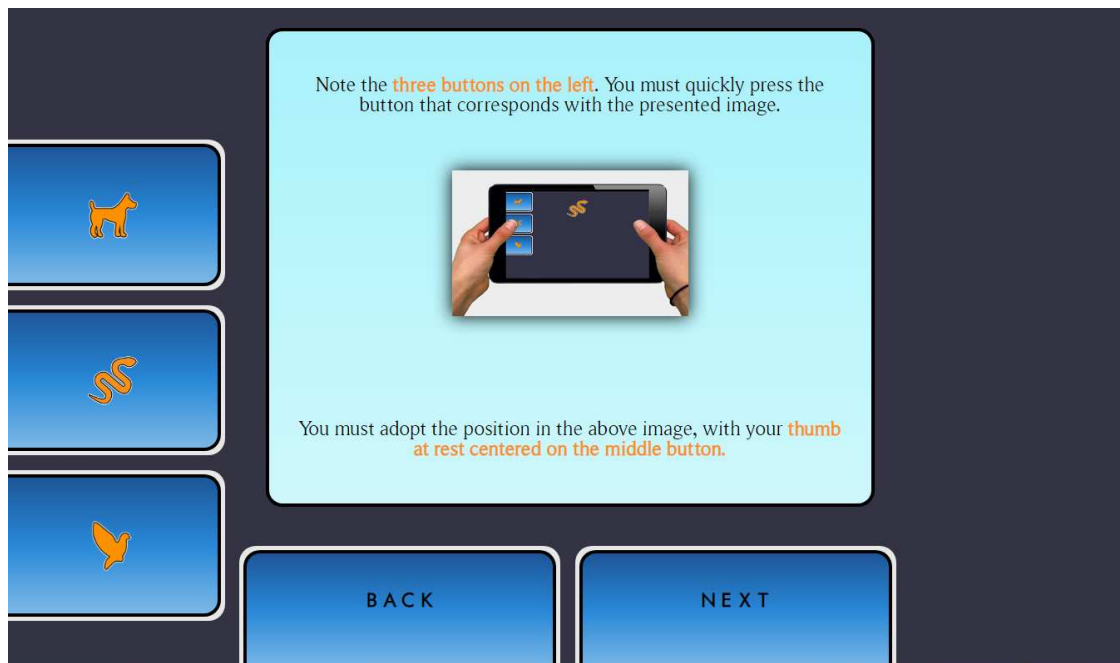 Note the three buttons on the left. You must quickly press the
button that corresponds with the presented image.
You must adopt the position in the above image, with your thumb
at rest centered on the middle button.
BACK
NEXT